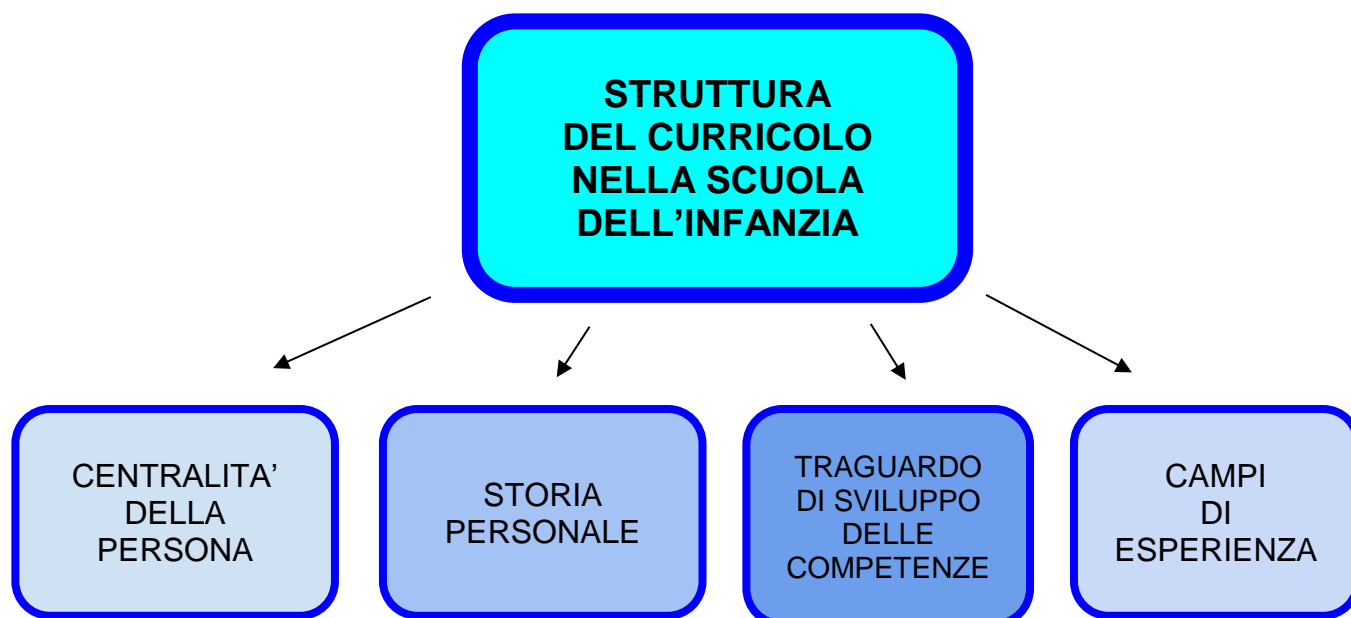 STRUTTURA
DEL CURRICOLO
NELLA SCUOLA
DELL’INFANZIA
CENTRALITA’
DELLA
PERSONA
STORIA
PERSONALE
TRAGUARDO
DI SVILUPPO
DELLE
COMPETENZE
CAMPI
DI
ESPERIENZA